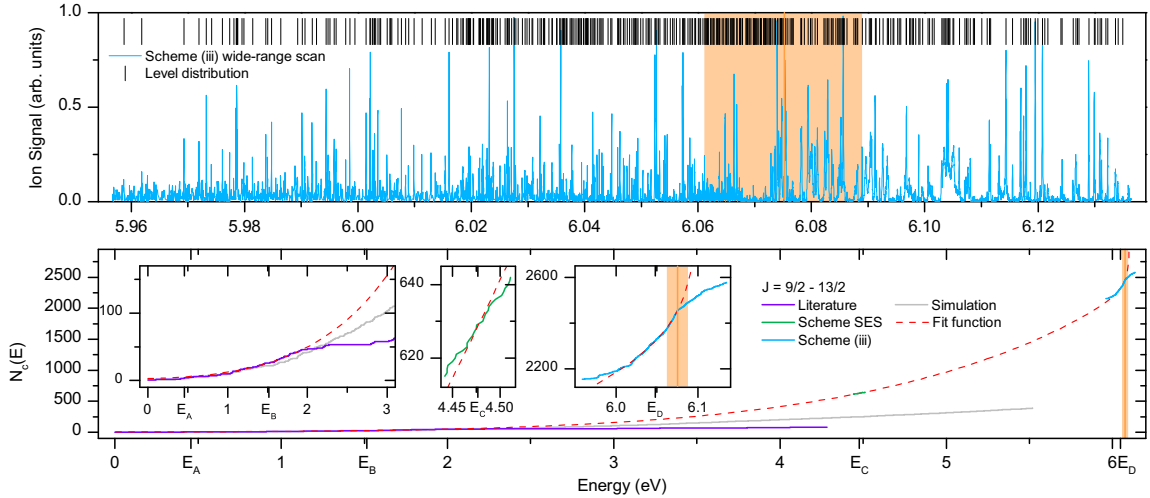 1.0
0.5
0.0
Ion Signal (arb. units)
Scheme (iii) wide-range scan
Level distribution
5.96 5.98 6.00 6.02 6.04 6.06 6.08 6.10 6.12
2500
2000
1500
1000
500
0
N_c(E)
100
0
0 E_A 1 E_B 2 3
640
620
4.45 E_C 4.50
2600
2400
2200
6.0 E_D 6.1
J = 9/2 - 13/2
Literature Simulation
Scheme SES Fit function
Scheme (iii)
0 E_A 1 E_B 2 3 4 E_C 5 6E_D
Energy (eV)